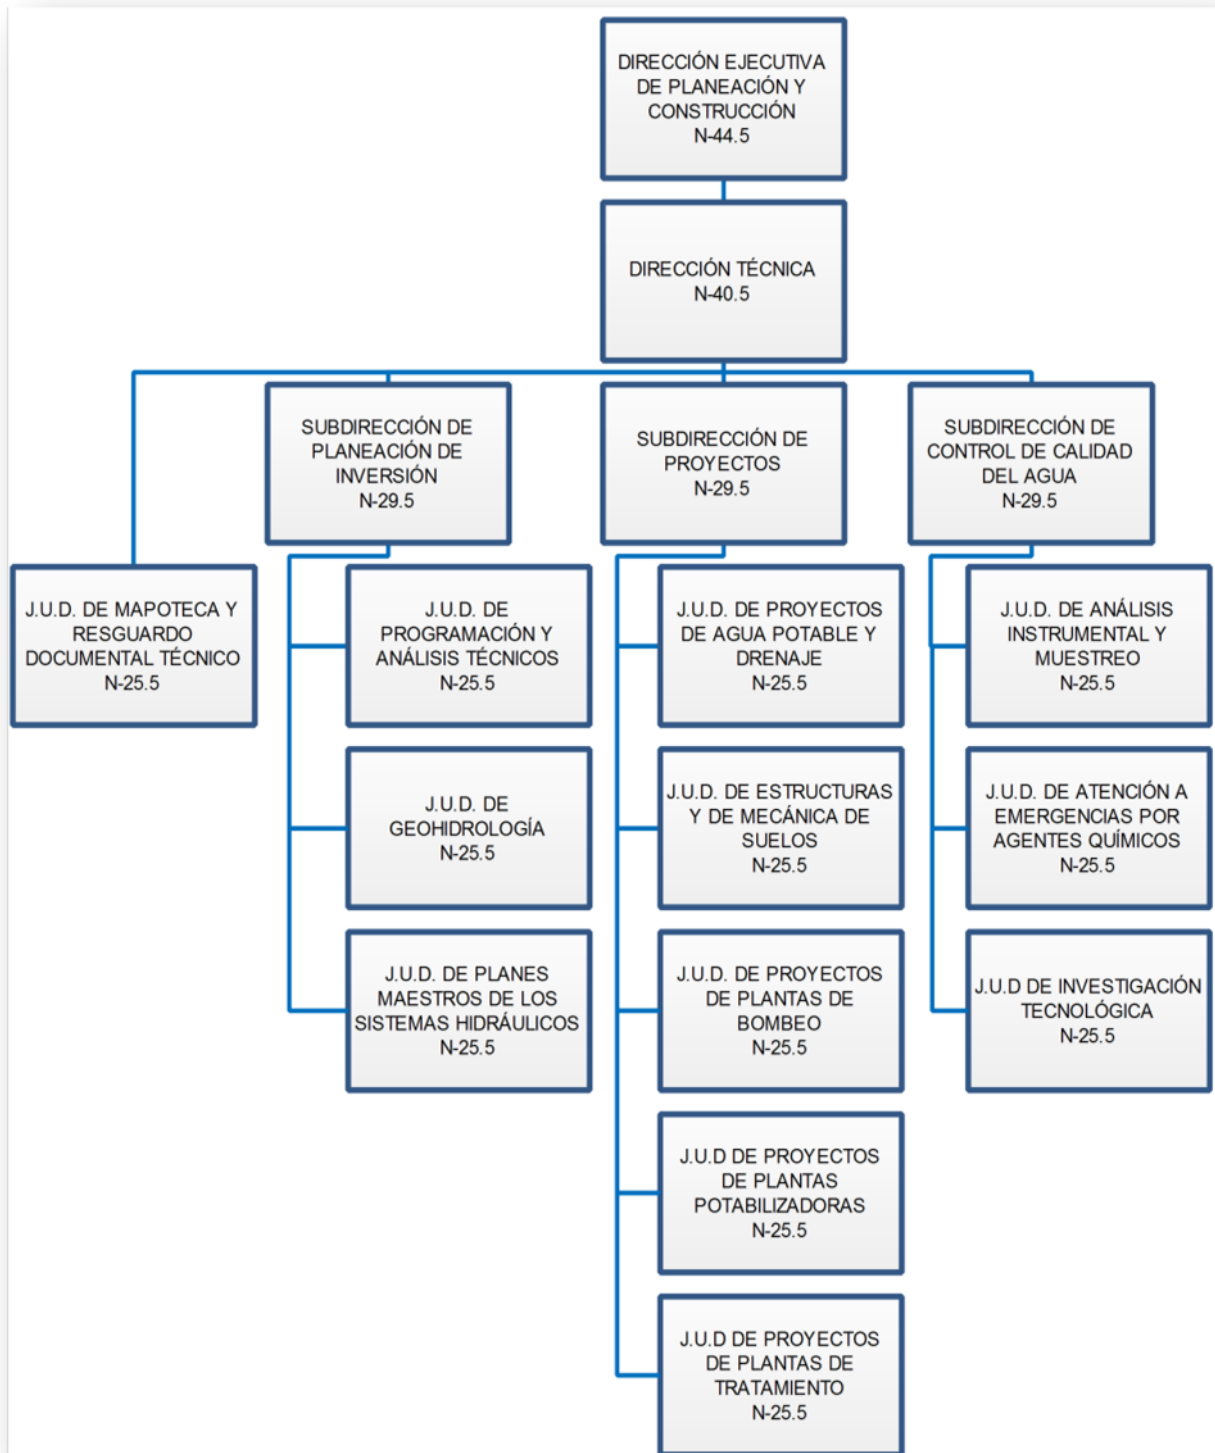 DIRECCIÓN EJECUTIVA
DE PLANEACIÓN Y
CONSTRUCCIÓN
N-44.5
DIRECCIÓN TÉCNICA
N-40.5
SUBDIRECCIÓN DE
PLANEACIÓN DE
INVERSIÓN
N-29.5
SUBDIRECCIÓN DE
PROYECTOS
N-29.5
SUBDIRECCIÓN DE
CONTROL DE CALIDAD
DEL AGUA
N-29.5
J.U.D. DE MAPOTECA Y
RESGUARDO
DOCUMENTAL TÉCNICO
N-25.5
J.U.D. DE
PROGRAMACIÓN Y
ANÁLISIS TÉCNICOS
N-25.5
J.U.D. DE PROYECTOS
DE AGUA POTABLE Y
DRENAJE
N-25.5
J.U.D. DE ANÁLISIS
INSTRUMENTAL Y
MUESTREO
N-25.5
J.U.D. DE
GEOHIDROLOGÍA
N-25.5
J.U.D. DE ESTRUCTURAS
Y DE MECÁNICA DE
SUELOS
N-25.5
J.U.D. DE ATENCIÓN A
EMERGENCIAS POR
AGENTES QUÍMICOS
N-25.5
J.U.D. DE PLANES
MAESTROS DE LOS
SISTEMAS HIDRÁULICOS
N-25.5
J.U.D. DE PROYECTOS
DE PLANTAS DE
BOMBEO
N-25.5
J.U.D DE INVESTIGACIÓN
TECNOLÓGICA
N-25.5
J.U.D DE PROYECTOS
DE PLANTAS
POTABILIZADORAS
N-25.5
J.U.D DE PROYECTOS
DE PLANTAS DE
TRATAMIENTO
N-25.5